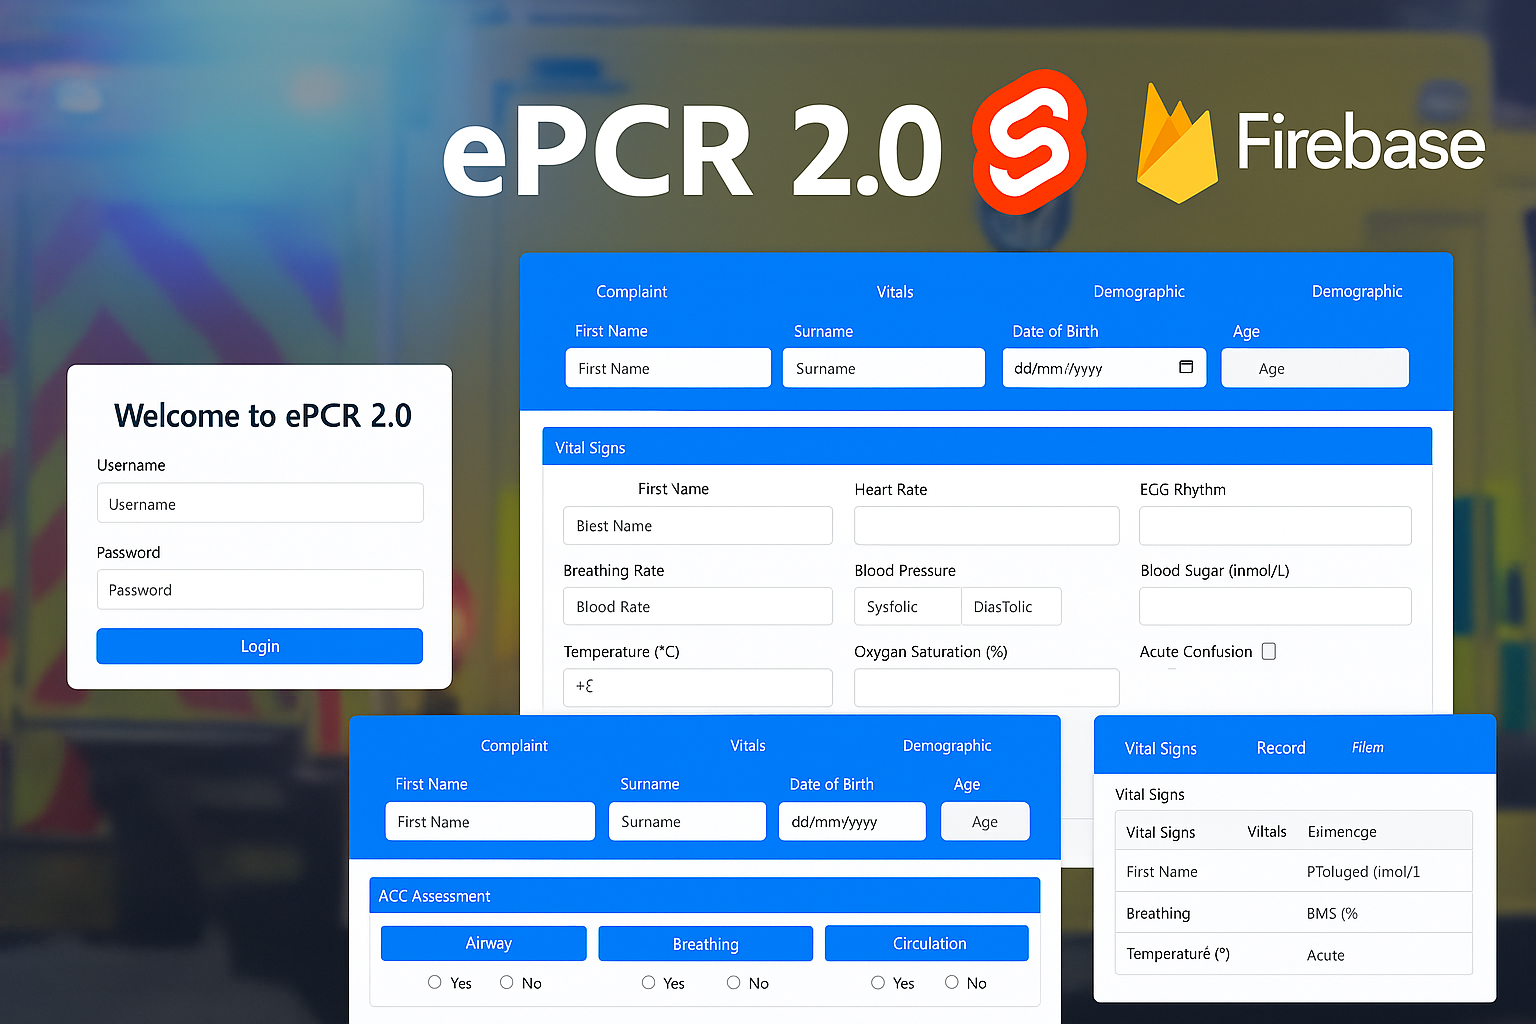 ePCR 2.0 Firebase
Complaint Vitals Demographic Demographic
First Name Surname Date of Birth Age
First Name Surname dd/mm//yyyy Age
Welcome to ePCR 2.0
Username
Username
Password
Password
Login
Vital Signs
First Name Heart Rate EGG Rhythm
Biest Name
Breathing Rate Blood Pressure Blood Sugar (inmol/L)
Blood Rate Sysfolic DiasTolic
Temperature (*C) Oxygan Saturation (%) Acute Confusion
+Ɛ
Complaint Vitals Demographic
First Name Surname Date of Birth Age
First Name Surname dd/mm/yyyy Age
ACC Assessment
Airway Breathing Circulation
Yes No Yes No Yes No
Vital Signs Record Filem
Vital Signs
Vital Signs Viltals Eimencge
First Name PToluged (imol/1
Breathing BMS (%
Temperaturé (°) Acute